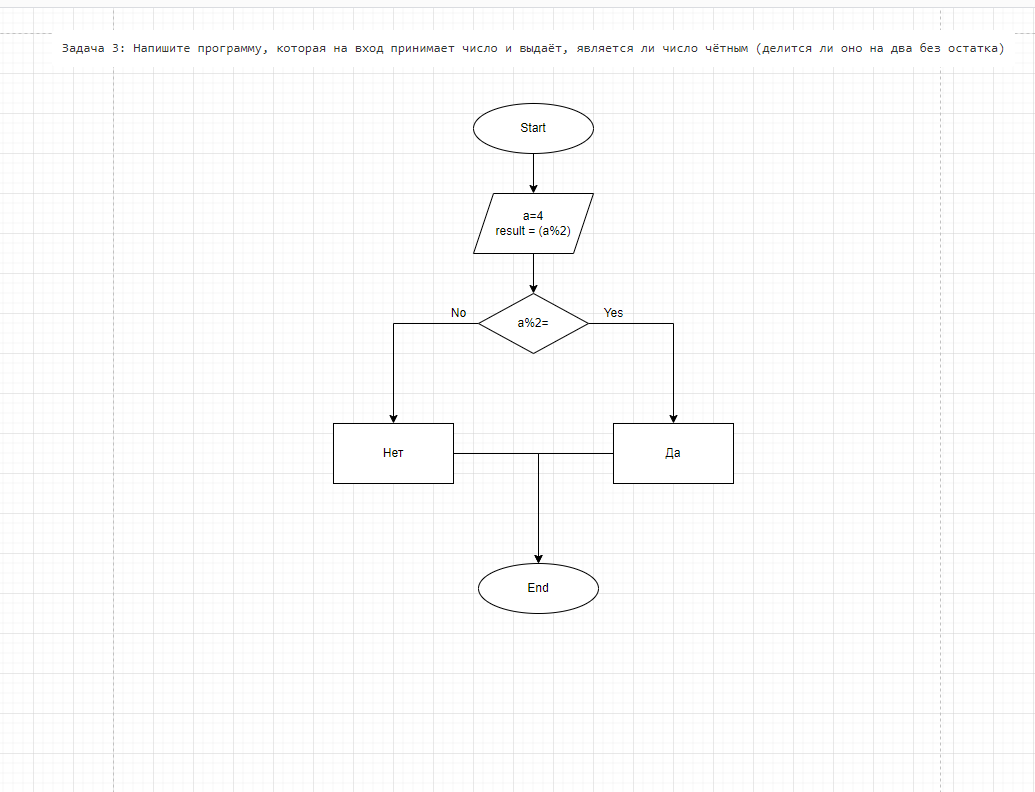 Задача 3: Напишите программу, которая на вход принимает число и выдаёт, является ли число чётным (делится ли оно на два без остатка)
Start
a=4
result = (a%2)
No
a%2=
Yes
Нет
Да
End